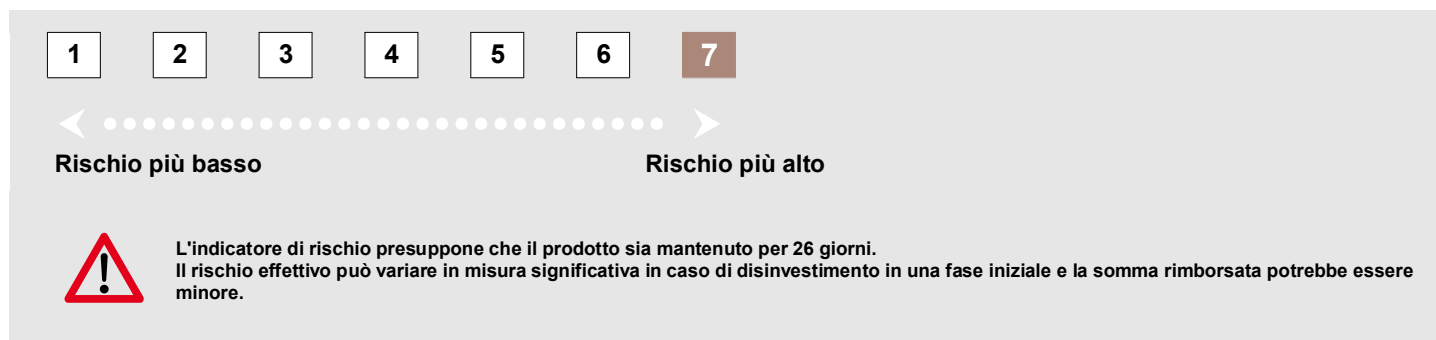 1 2 3 4 5 6 7
Rischio più basso Rischio più alto
L'indicatore di rischio presuppone che il prodotto sia mantenuto per 26 giorni.
Il rischio effettivo può variare in misura significativa in caso di disinvestimento in una fase iniziale e la somma rimborsata potrebbe essere
minore.